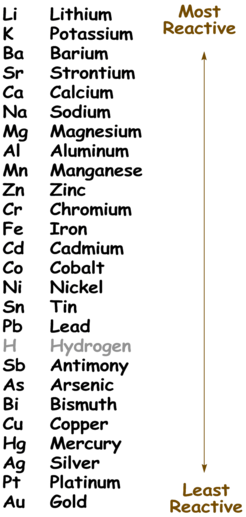 Li Lithium
K Potassium
Ba Barium
Sr Strontium
Ca Calcium
Na Sodium
Mg Magnesium
Al Aluminum
Mn Manganese
Zn Zinc
Cr Chromium
Fe Iron
Cd Cadmium
Co Cobalt
Ni Nickel
Sn Tin
Pb Lead
H Hydrogen
Sb Antimony
As Arsenic
Bi Bismuth
Cu Copper
Hg Mercury
Ag Silver
Pt Platinum
Au Gold
Most
Reactive
Least
Reactive